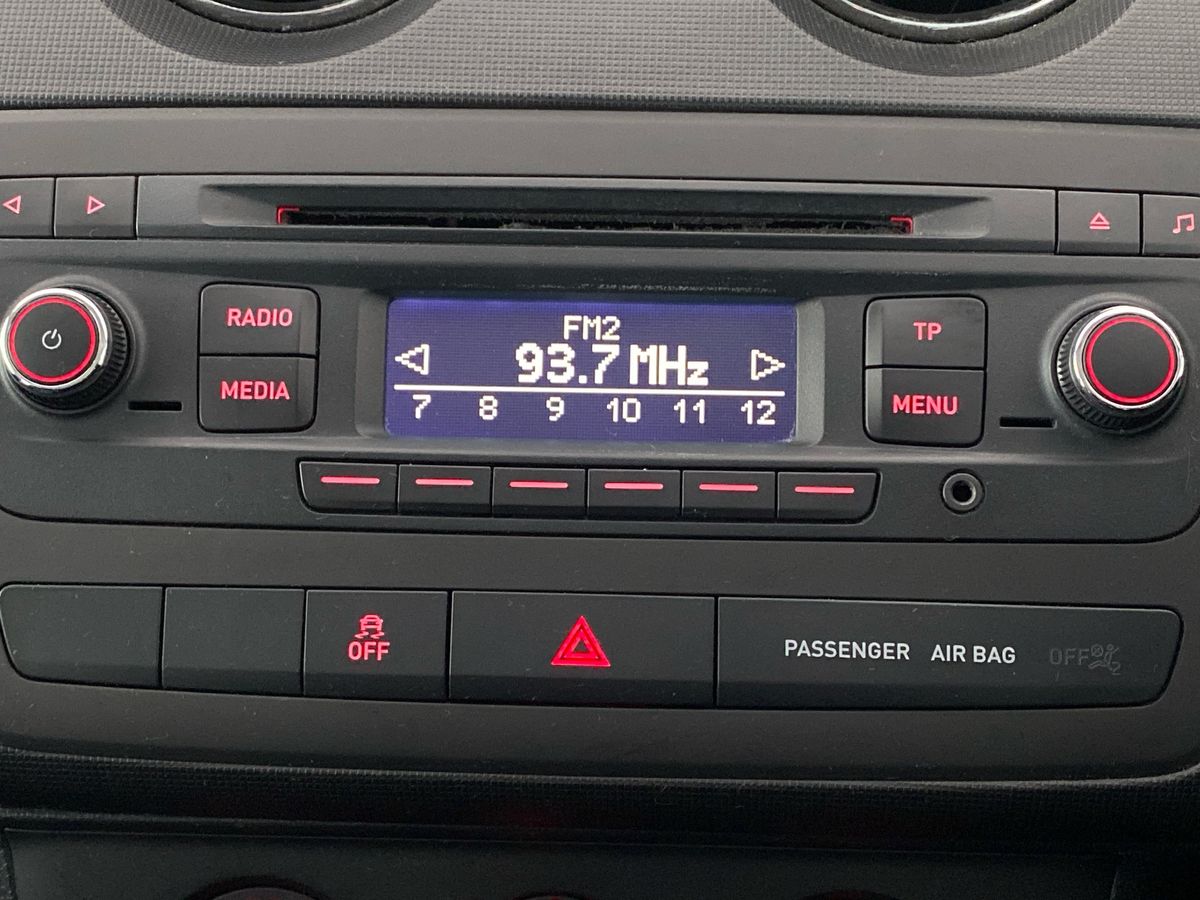 RADIO
MEDIA
FM2
93.7 MHz
7 8 9 10 11 12
TP
MENU
OFF
PASSENGER AIR BAG OFF